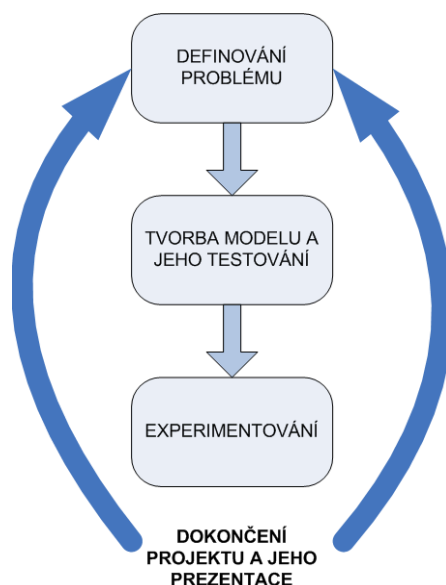 DEFINOVÁNÍ
PROBLÉMU
TVORBA MODELU A
JEHO TESTOVÁNÍ
EXPERIMENTOVÁNÍ
DOKONČENÍ
PROJEKTU A JEHO
PREZENTACE